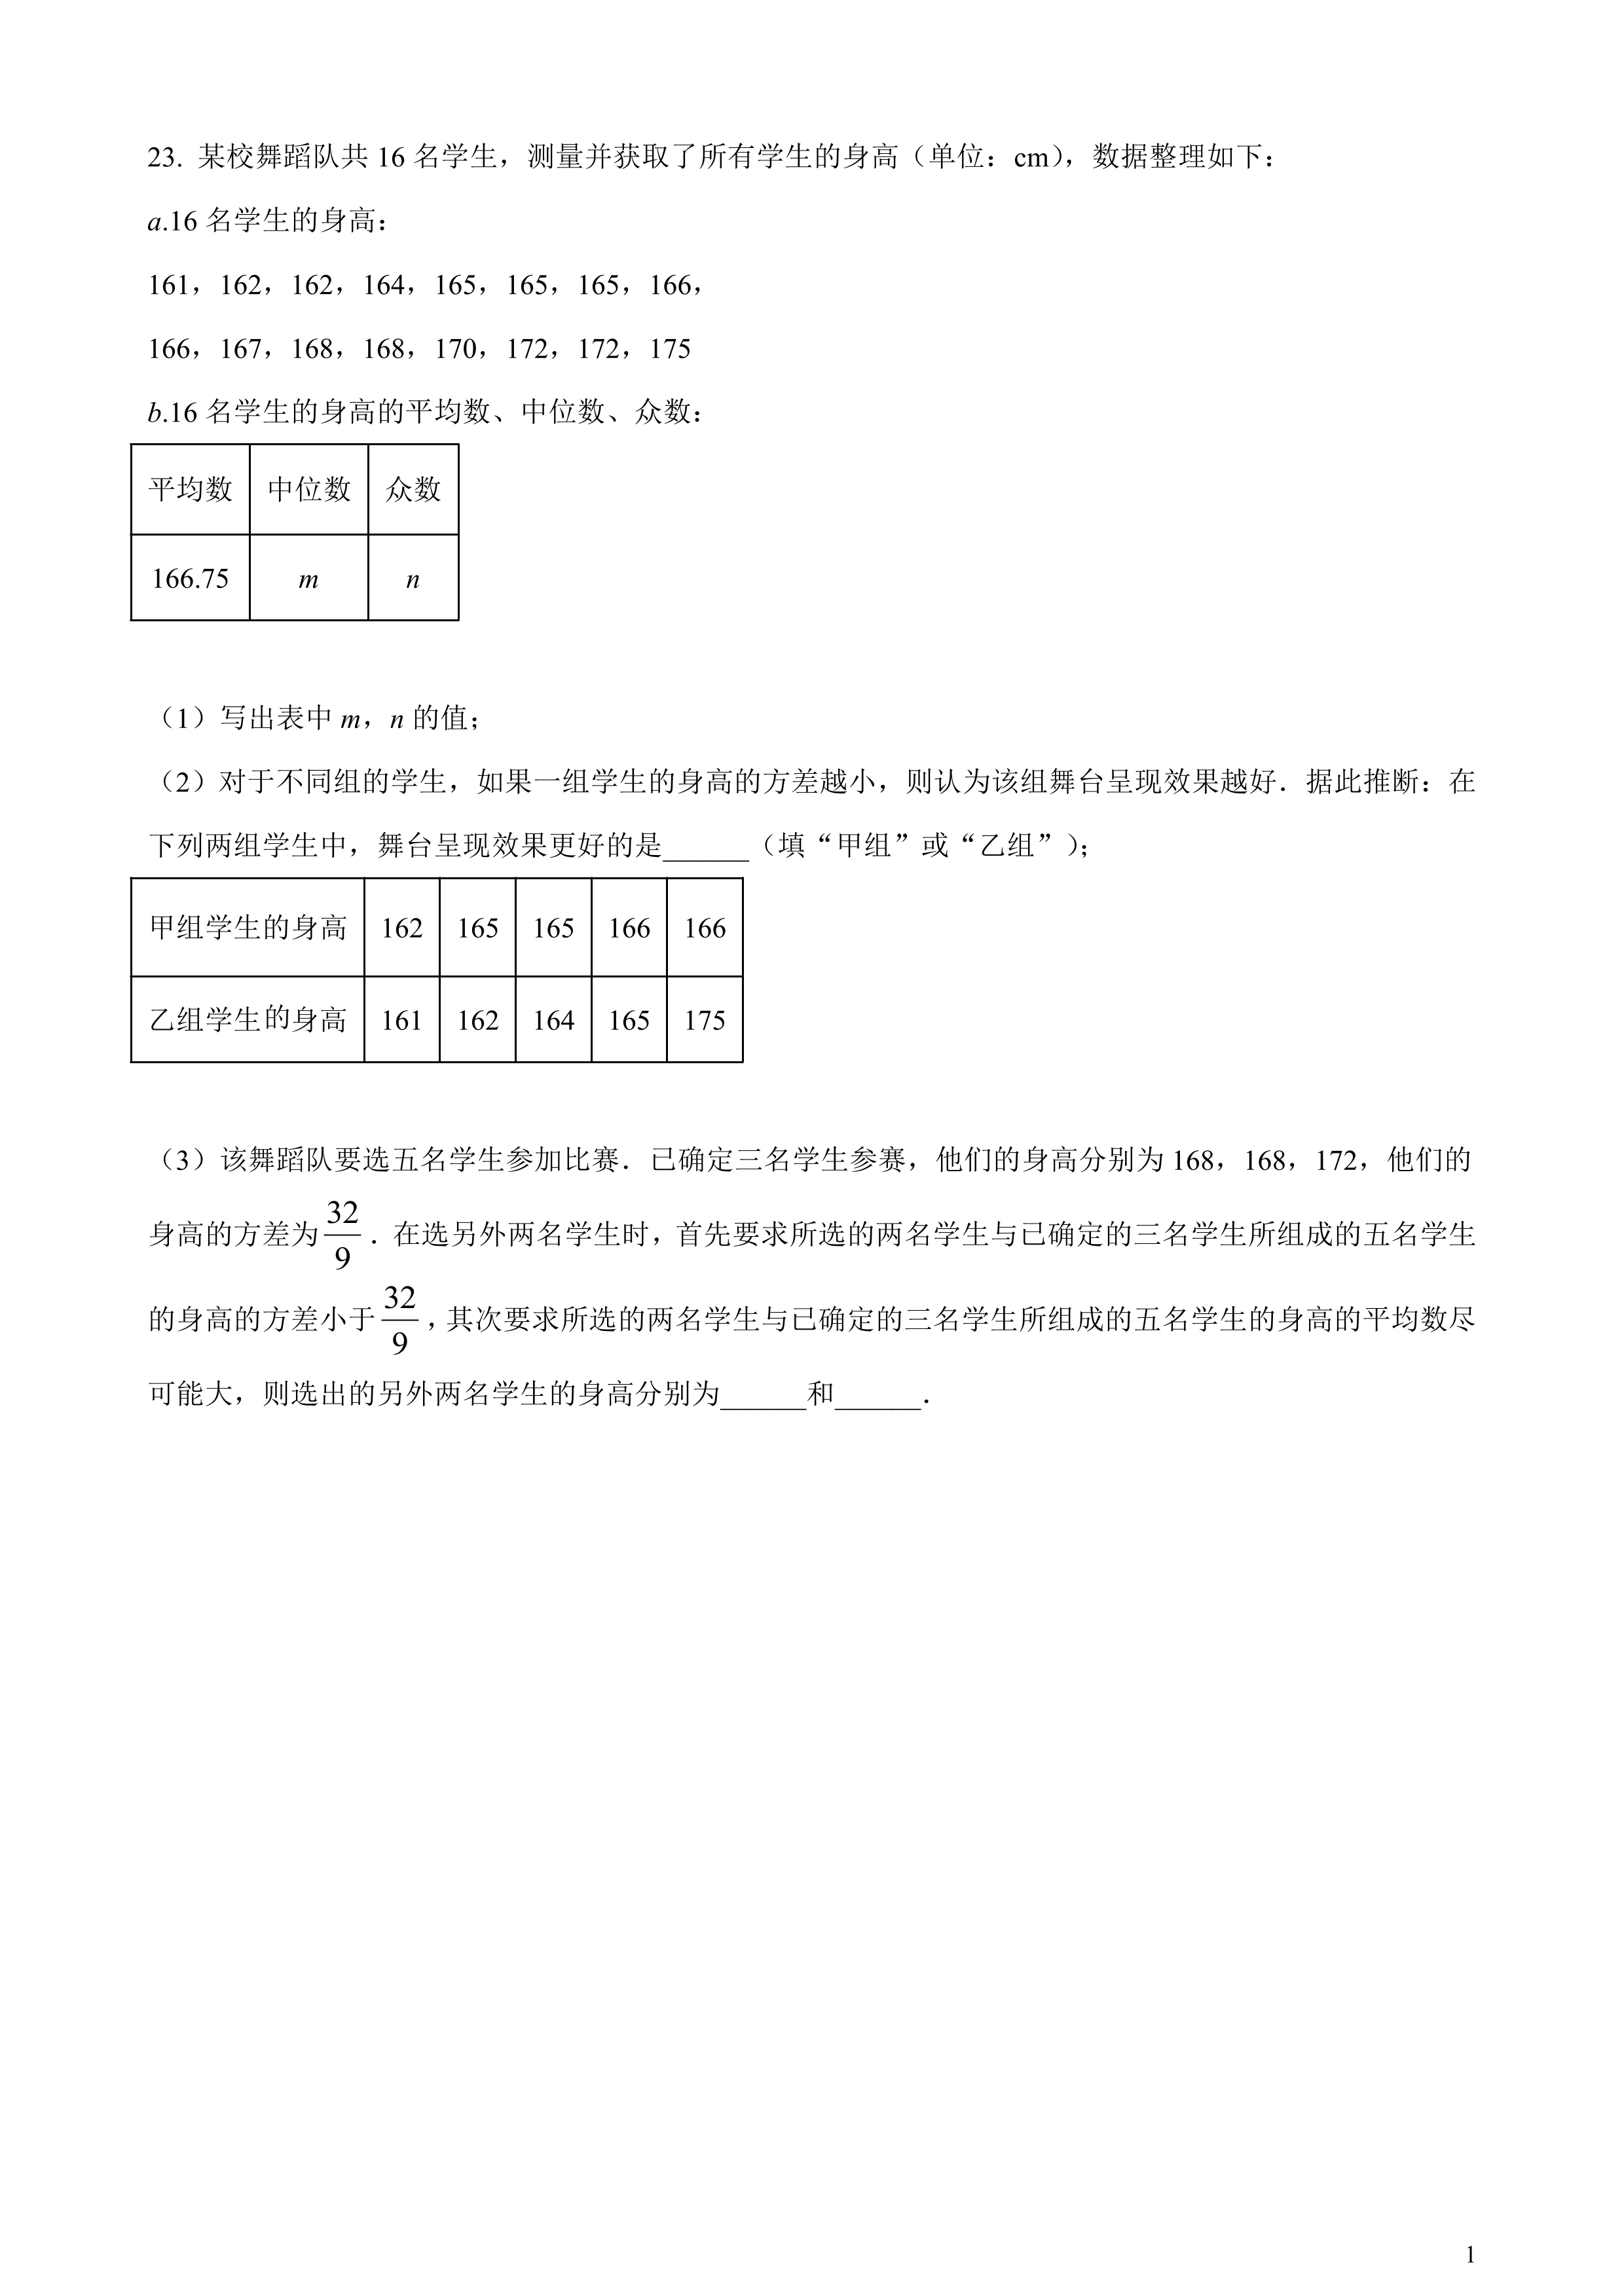 23. 某校舞蹈队共 16 名学生，测量并获取了所有学生的身高（单位：cm），数据整理如下：
a.16 名学生的身高：
161，162，162，164，165，165，165，166，
166，167，168，168，170，172，172，175
b.16 名学生的身高的平均数、中位数、众数：
平均数 中位数 众数
166.75 m n
（1）写出表中 m，n 的值；
（2）对于不同组的学生，如果一组学生的身高的方差越小，则认为该组舞台呈现效果越好．据此推断：在
下列两组学生中，舞台呈现效果更好的是______（填“甲组”或“乙组”）；
甲组学生的身高 162 165 165 166 166
乙组学生的身高 161 162 164 165 175
（3）该舞蹈队要选五名学生参加比赛．已确定三名学生参赛，他们的身高分别为 168，168，172，他们的
身高的方差为 32/9．在选另外两名学生时，首先要求所选的两名学生与已确定的三名学生所组成的五名学生
的身高的方差小于 32/9，其次要求所选的两名学生与已确定的三名学生所组成的五名学生的身高的平均数尽
可能大，则选出的另外两名学生的身高分别为______和______．
1